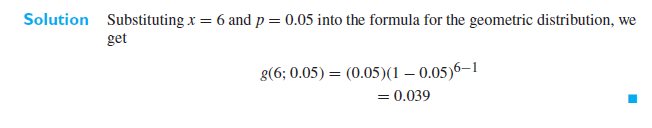 Solution Substituting x = 6 and p = 0.05 into the formula for the geometric distribution, we
get
g(6; 0.05) = (0.05)(1 − 0.05)⁶⁻¹
= 0.039